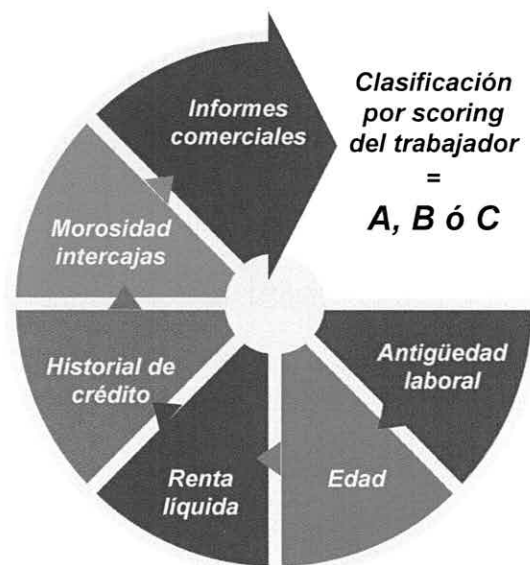 Informes
comerciales
Clasificación
por scoring
del trabajador
=
A, B ó C
Morosidad
intercajas
Historial de
crédito
Renta
líquida
Edad
Antigüedad
laboral